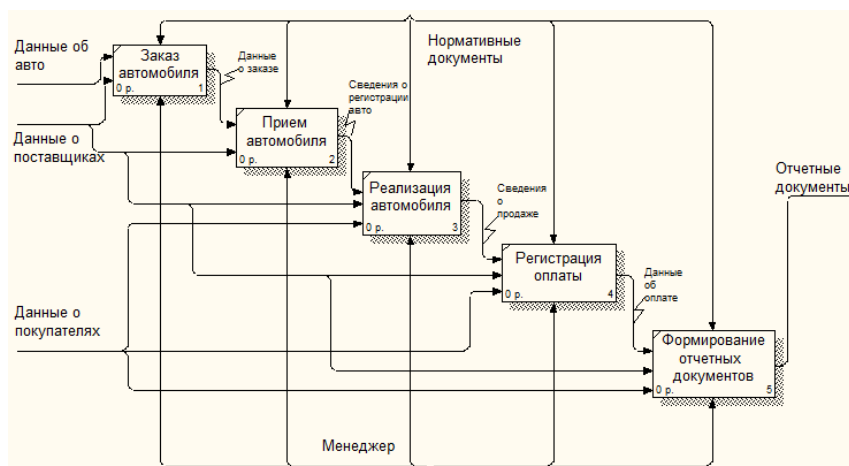 Данные об
авто
Заказ
автомобиля
0 р.
1
Данные
о заказе
Нормативные
документы
Сведения о
регистрации
авто
Прием
автомобиля
0 р.
2
Данные о
поставщиках
Реализация
автомобиля
0 р.
3
Сведения
о
продаже
Отчетные
документы
Регистрация
оплаты
0 р.
4
Данные
об
оплате
Данные о
покупателях
Формирование
отчетных
документов
0 р.
5
Менеджер